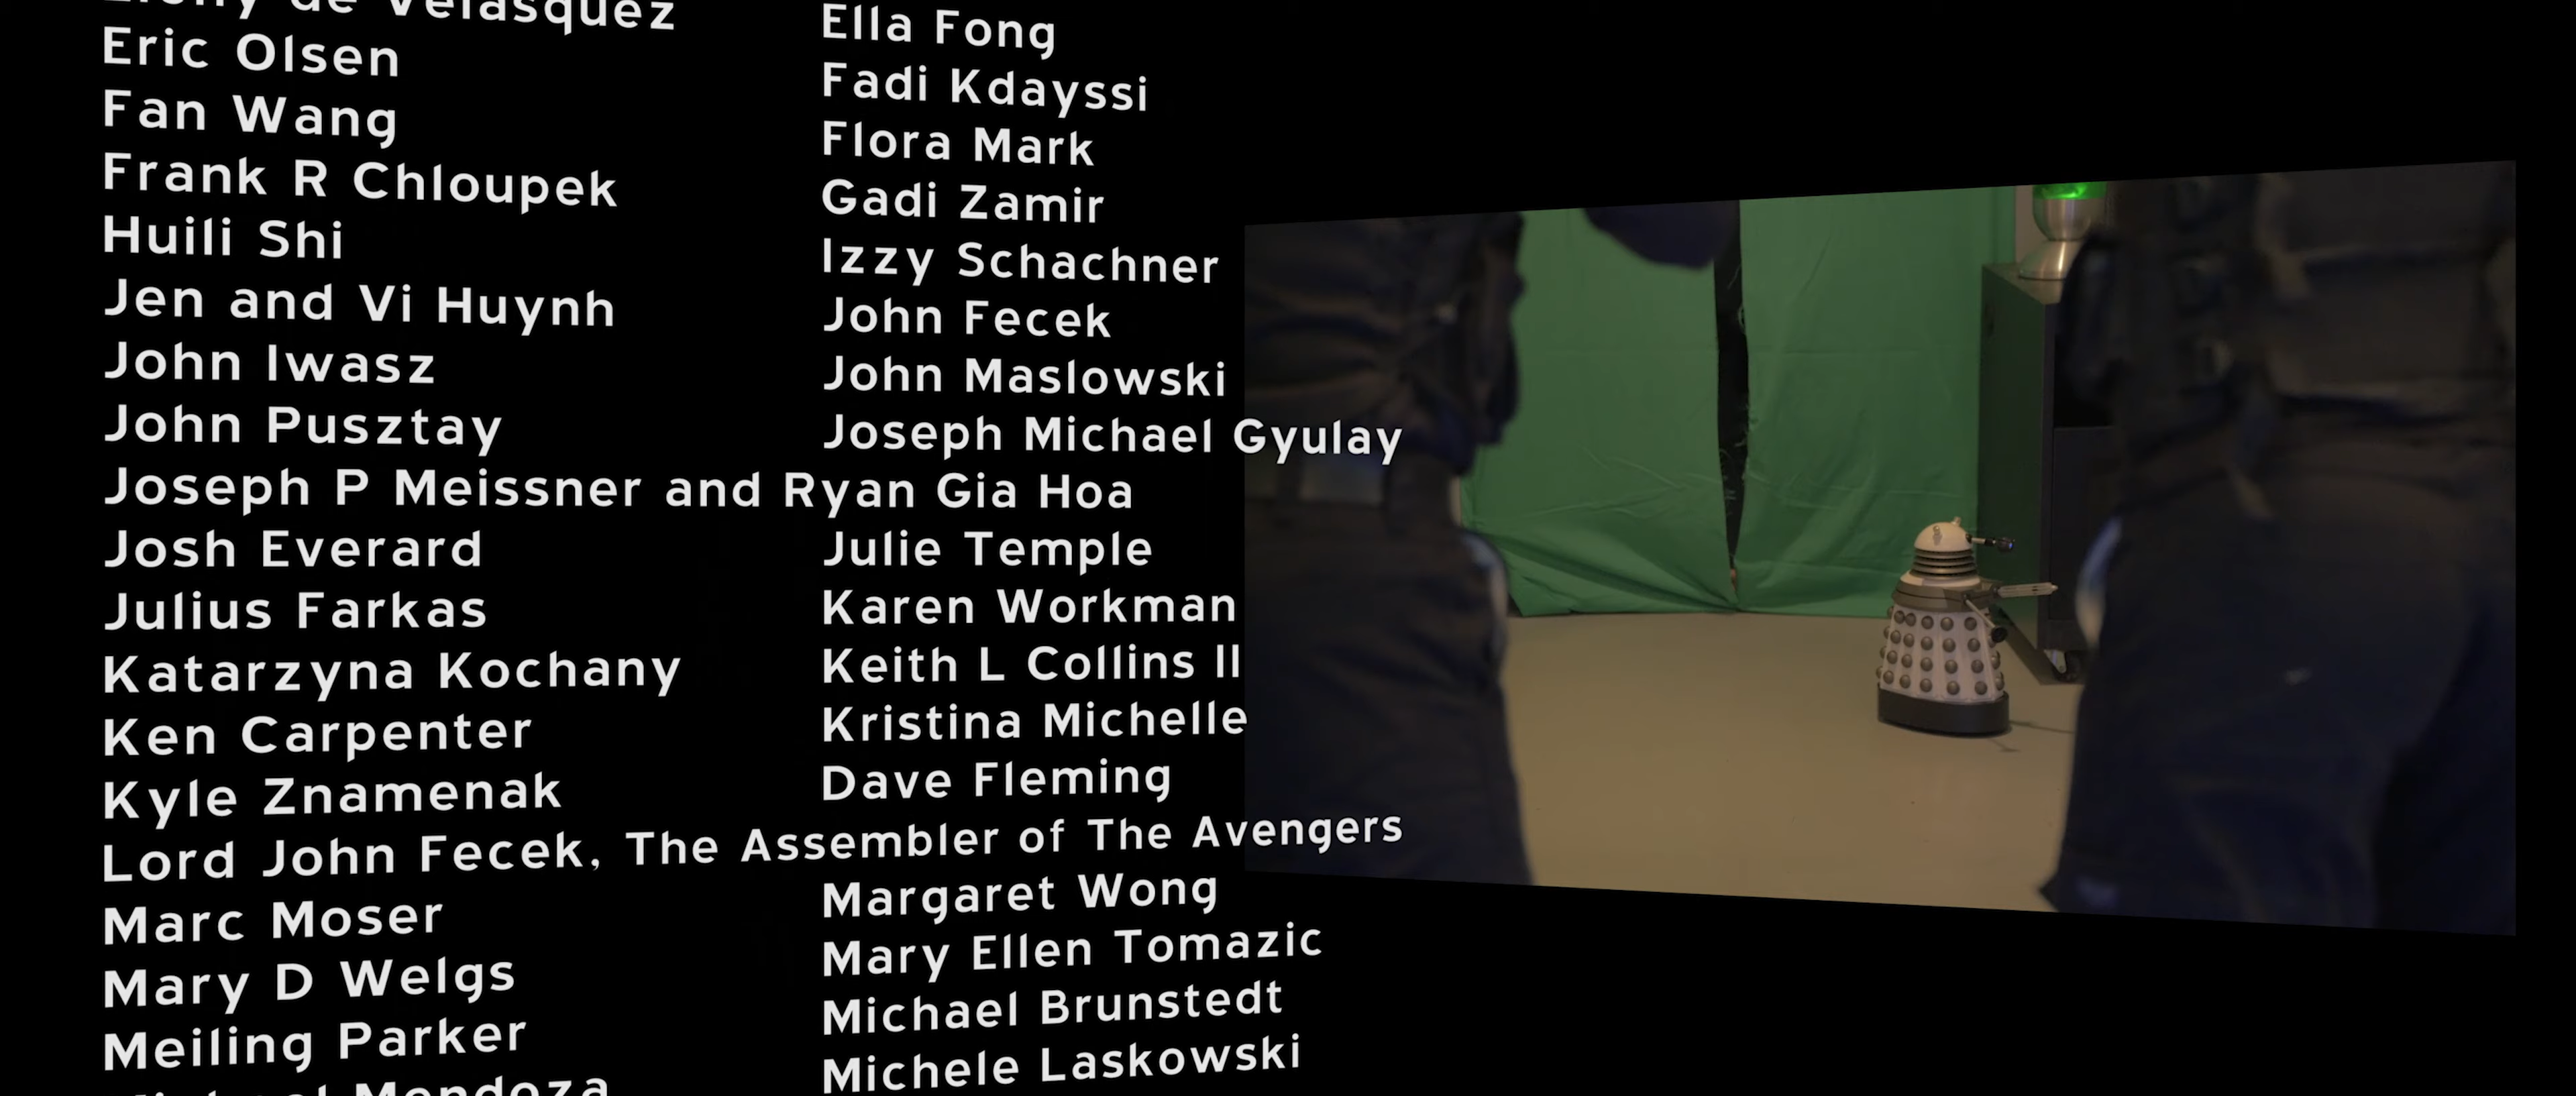 de Velasquez
Eric Olsen
Fan Wang
Frank R Chloupek
Huili Shi
Jen and Vi Huynh
John Iwasz
John Pusztay
Joseph P Meissner and Ryan Gia Hoa
Josh Everard
Julius Farkas
Katarzyna Kochany
Ken Carpenter
Kyle Znamenak
Lord John Fecek, The Assembler of The Avengers
Marc Moser
Mary D Welgs
Meiling Parker
Mendoza
Ella Fong
Fadi Kdayssi
Flora Mark
Gadi Zamir
Izzy Schachner
John Fecek
John Maslowski
Joseph Michael Gyulay
Julie Temple
Karen Workman
Keith L Collins II
Kristina Michelle
Dave Fleming
Margaret Wong
Mary Ellen Tomazic
Michael Brunstedt
Michele Laskowski